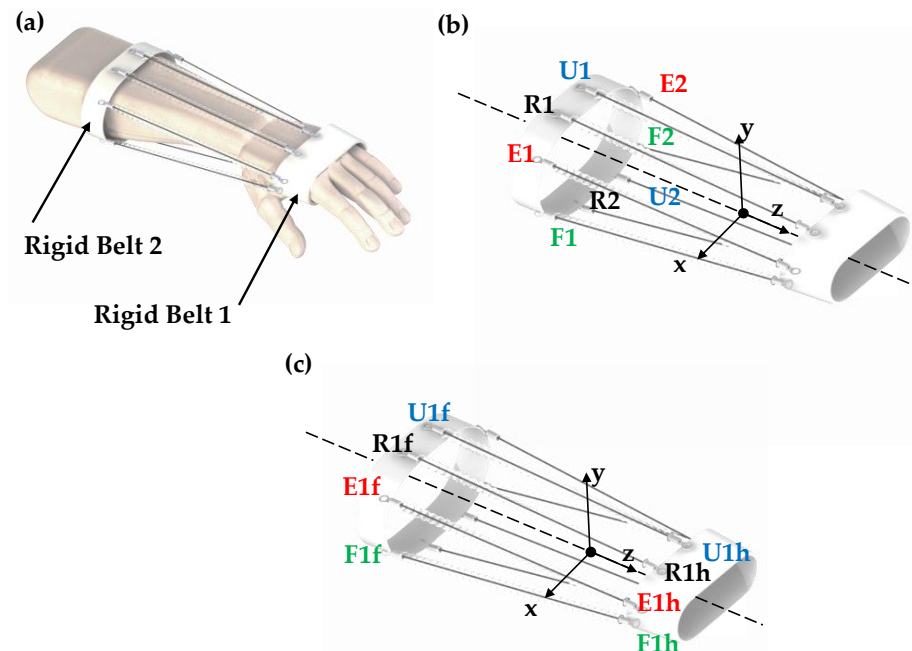 (a)
Rigid Belt 2
Rigid Belt 1
(b)
U1
E2
R1
F2
y
E1
U2
z
R2
F1
x
(c)
U1f
R1f
y
E1f
U1h
z
R1h
F1f
x
E1h
F1h